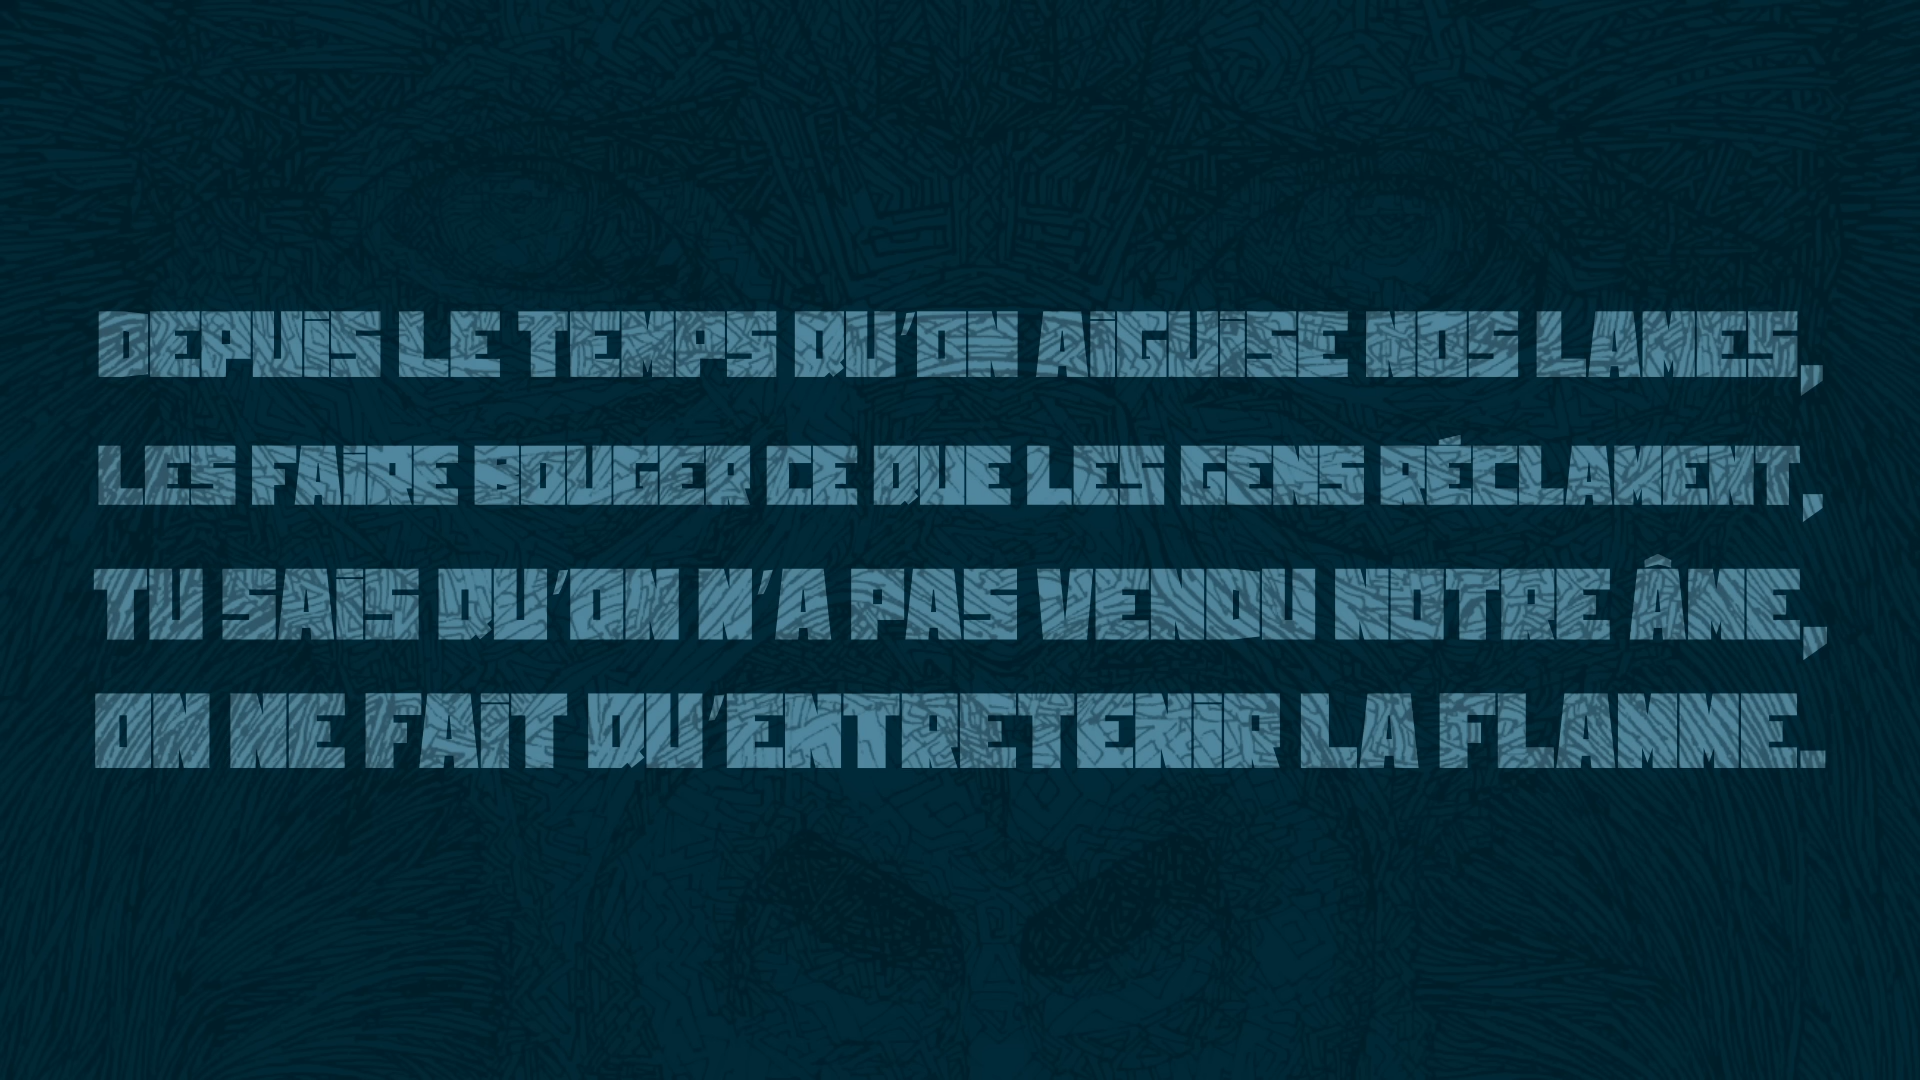 DEPUIS LE TEMPS QU'ON AIGUISE NOS LAMES,
LES FAIRE BOUGER CE QUE LES GENS RÉCLAMENT,
TU SAIS QU'ON N'A PAS VENDU NOTRE ÂME,
ON NE FAIT QU'ENTRETENIR LA FLAMME.